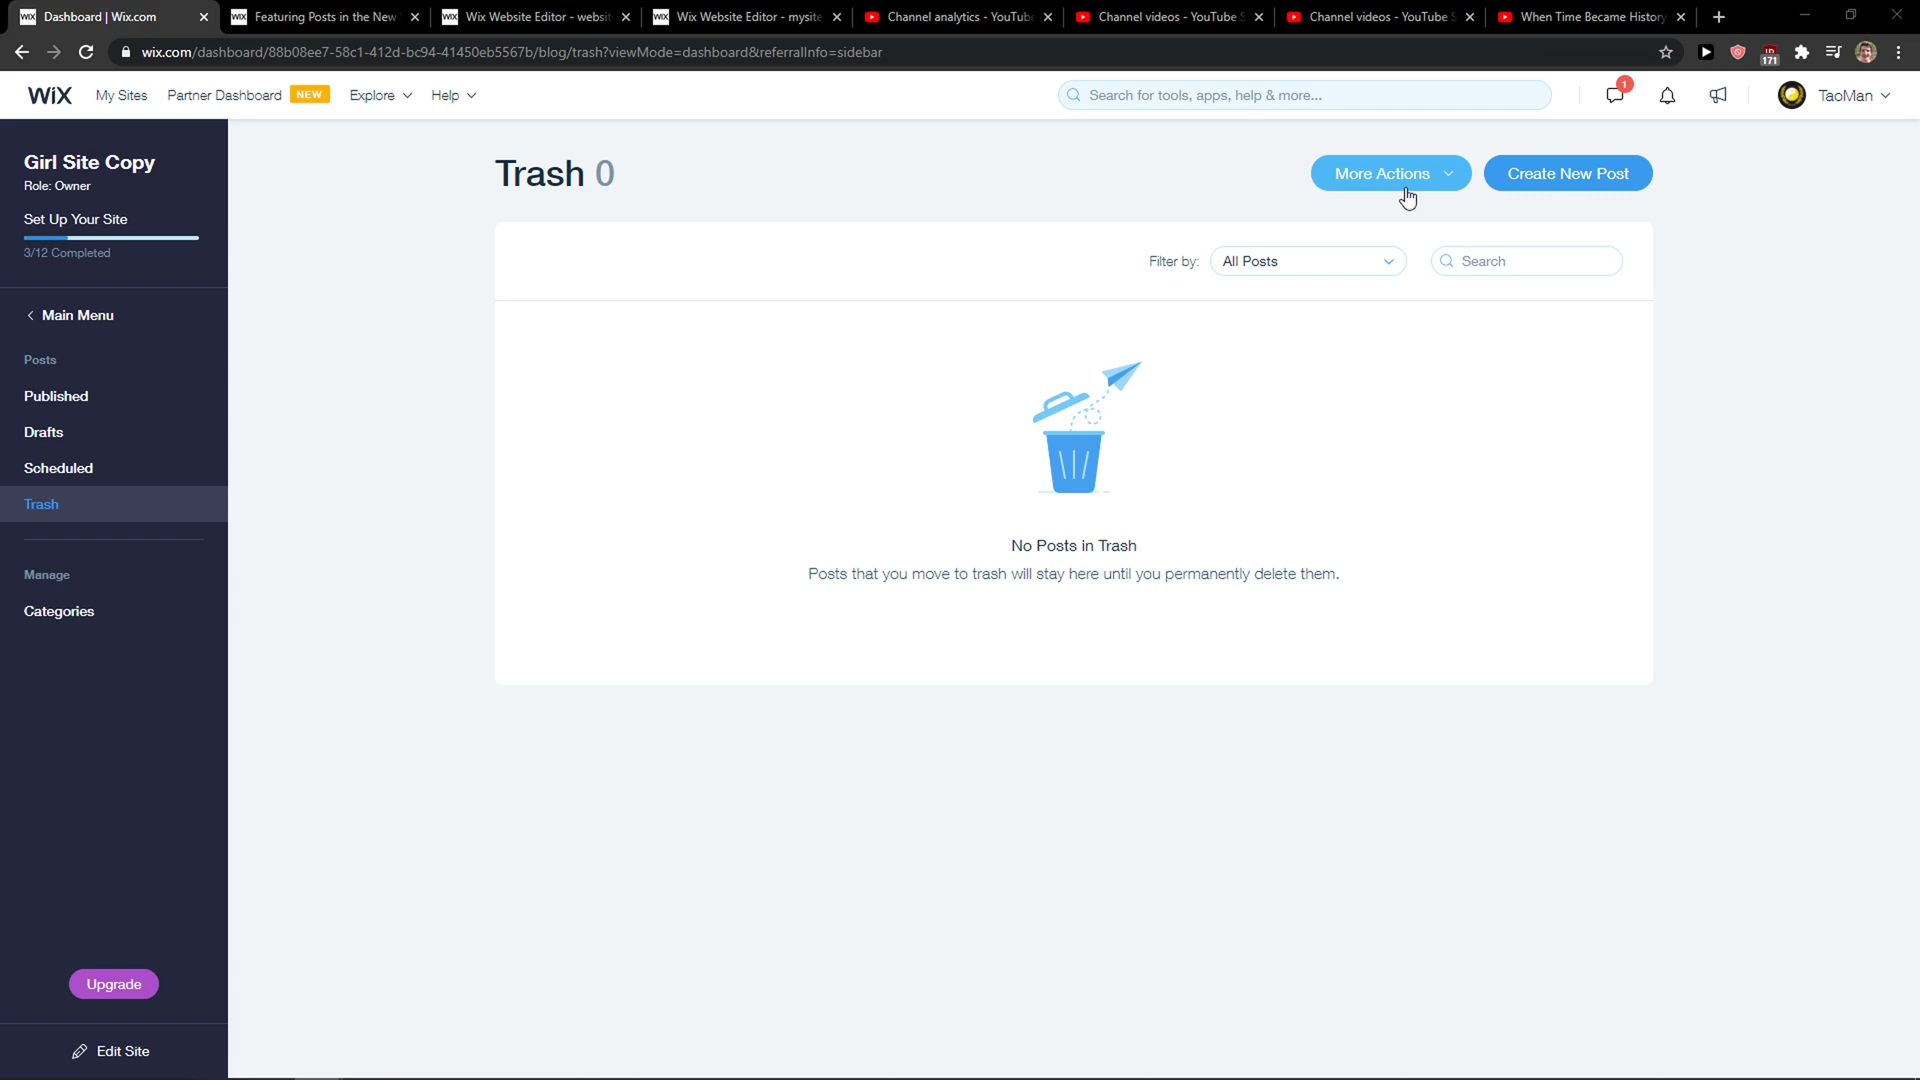 Dashboard | Wix.com
Featuring Posts in the New
Wix Website Editor - websit
Wix Website Editor - mysite
Channel analytics - YouTube
Channel videos - YouTube S
Channel videos - YouTube S
When Time Became History
wix.com/dashboard/88b08ee7-58c1-412d-bc94-41450eb5567b/blog/trash?viewMode=dashboard&referralInfo=sidebar
171
WIX
My Sites
Partner Dashboard
NEW
Explore
Help
Search for tools, apps, help & more...
1
TaoMan
Girl Site Copy
Role: Owner
Set Up Your Site
3/12 Completed
Main Menu
Posts
Published
Drafts
Scheduled
Trash
Manage
Categories
Upgrade
Edit Site
Trash 0
More Actions
Create New Post
Filter by:
All Posts
Search
No Posts in Trash
Posts that you move to trash will stay here until you permanently delete them.